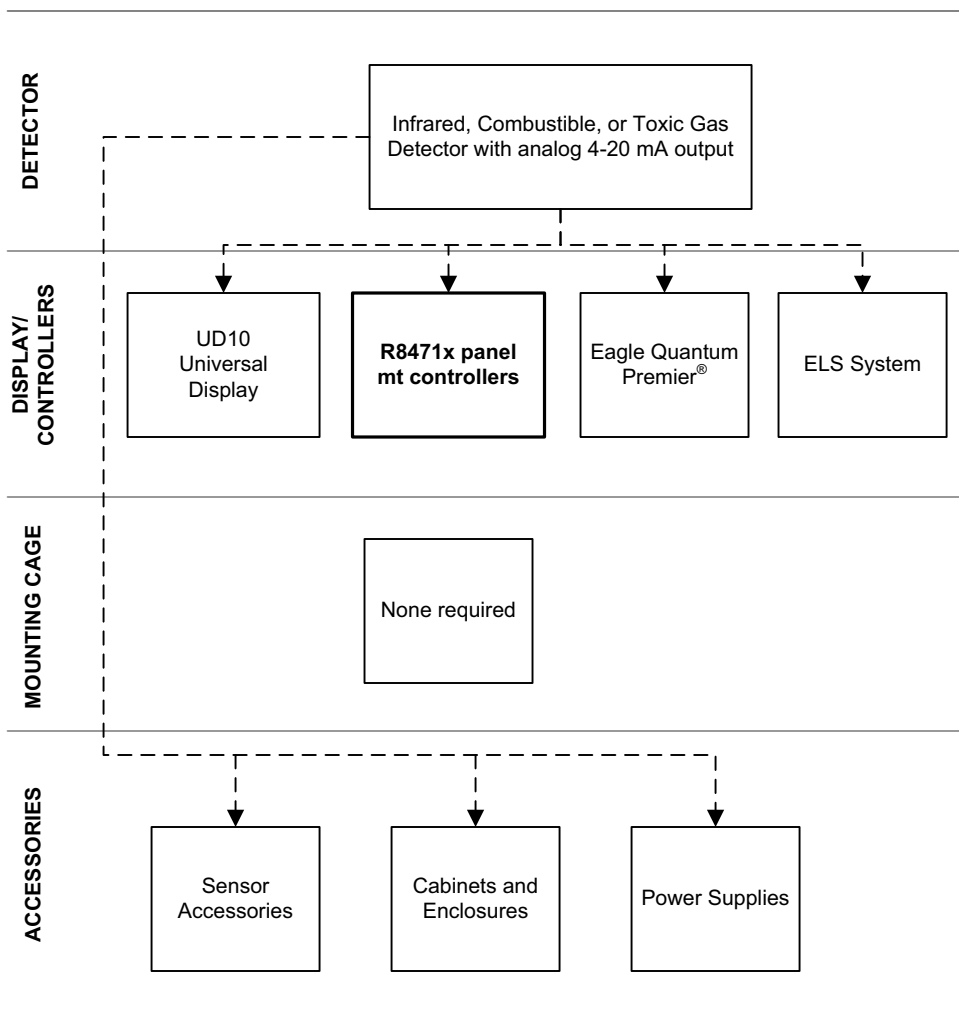 DETECTOR
Infrared, Combustible, or Toxic Gas
Detector with analog 4-20 mA output
DISPLAY/
CONTROLLERS
UD10
Universal
Display
R8471x panel
mt controllers
Eagle Quantum
Premier®
ELS System
MOUNTING CAGE
None required
ACCESSORIES
Sensor
Accessories
Cabinets and
Enclosures
Power Supplies